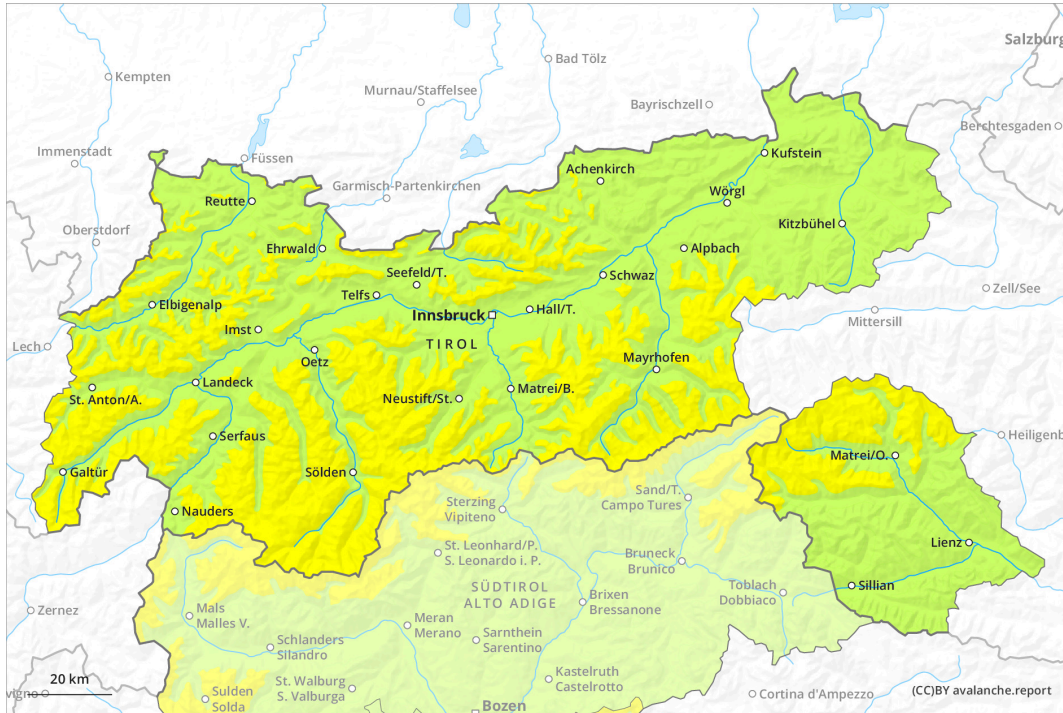 Salzburg
Bad Tölz
Kempten
Murnau/Staffelsee
Bayrischzell
Berchtesgaden
Immenstadt
Füssen
Kufstein
Achenkirch
Garmisch-Partenkirchen
Reutte
Wörgl
Oberstdorf
Kitzbühel
Ehrwald
Alpbach
Seefeld/T.
Schwaz
Zell/See
Telfs
Elbigenalp
Innsbruck
Hall/T.
Mittersill
Imst
Lech
TIROL
Oetz
Mayrhofen
Landeck
St. Anton/A.
Neustift/St.
Matrei/B.
Serfaus
Heiligenb
Matrei/O.
Galtür
Sölden
Sand/T.
Campo Tures
Sterzing
Vipiteno
Nauders
Lienz
St. Leonhard/P.
S. Leonardo i. P.
Bruneck
Brunico
SÜDTIROL
ALTO ADIGE
Toblach
Dobbiaco
Sillian
Brixen
Bressanone
Zernez
Mals
Malles V.
Meran
Merano
Sarnthein
Sarentino
Schlanders
Silandro
Kastelruth
Castelrotto
20 km
St. Walburg
S. Valburga
vigno
Sulden
Solda
Cortina d'Ampezzo
(CC)BY avalanche.report
Bozen